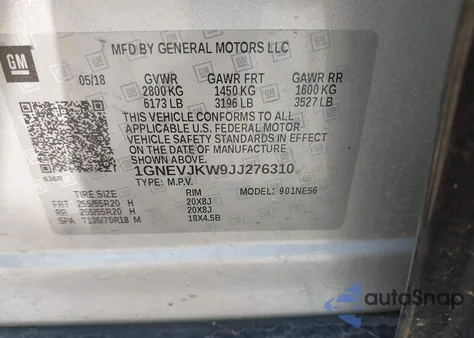 GM
MFD BY GENERAL MOTORS LLC
05/18 GVWR GAWR FRT GAWR RR
2800 KG 1450 KG 1600 KG
6173 LB 3196 LB 3527 LB
THIS VEHICLE CONFORMS TO ALL
APPLICABLE U.S. FEDERAL MOTOR
VEHICLE SAFETY STANDARDS IN EFFECT
ON THE DATE OF MANUFACTURE
SHOWN ABOVE.
1GNEVJKW9JJ276310
TYPE: M.P.V. MODEL: 901NE56
TIRE SIZE RIM
FRT 255/55R20 H 20X8J
RR 255/55R20 H 20X8J
SPA T135/70R18 M 18X4.5B
autoSnap